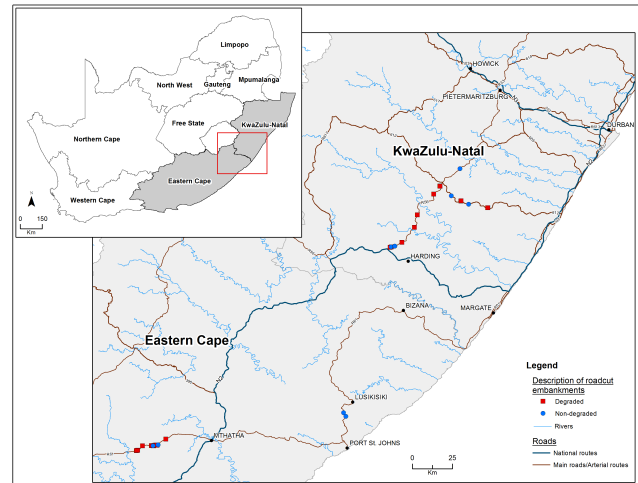 Limpopo
North West
Gauteng
Mpumalanga
Free State
KwaZulu-Natal
Northern Cape
Eastern Cape
Western Cape
N
0 150
Km
HOWICK
PIETERMARITZBURG
DURBAN
KwaZulu-Natal
HARDING
BIZANA
MARGATE
Eastern Cape
LUSIKISIKI
MTHATHA
PORT St. JOHNS
0 25
Km
Legend
Description of roadcut
embankments
Degraded
Non-degraded
Rivers
Roads
National routes
Main roads/Arterial routes